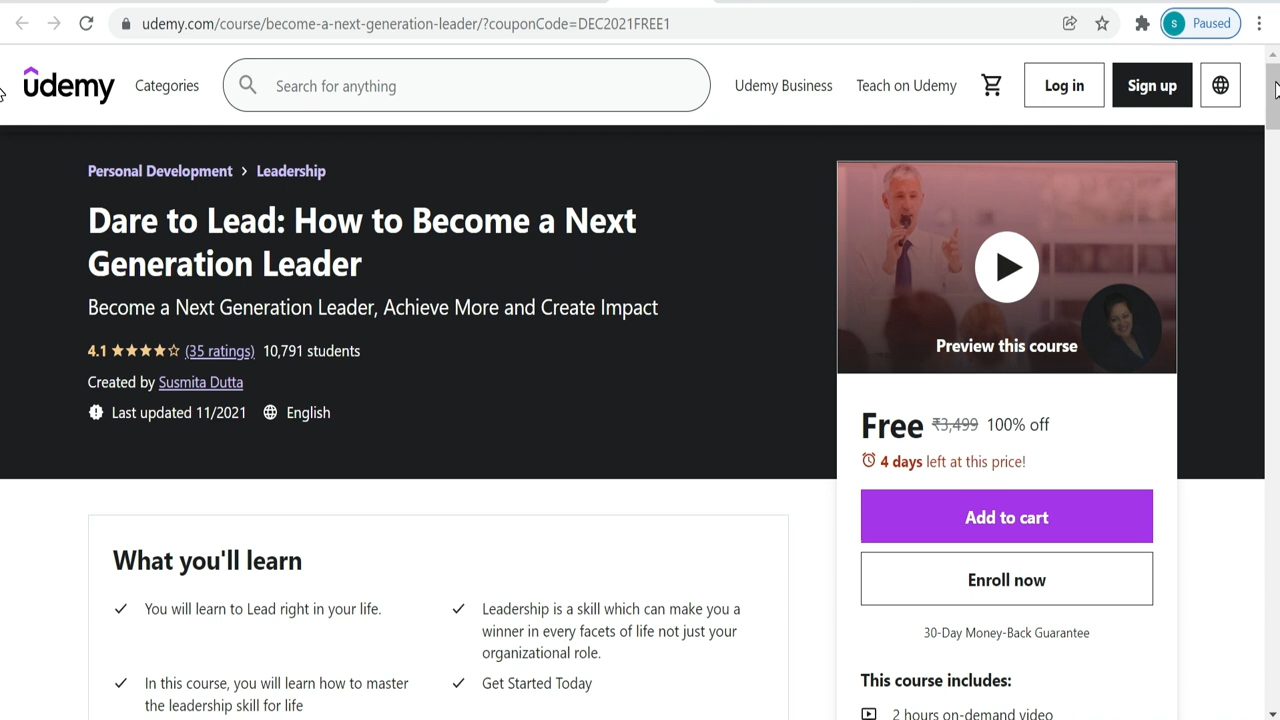 udemy.com/course/become-a-next-generation-leader/?couponCode=DEC2021FREE1
s Paused
udemy
Categories
Search for anything
Udemy Business
Teach on Udemy
Log in
Sign up
Personal Development > Leadership
Dare to Lead: How to Become a Next
Generation Leader
Become a Next Generation Leader, Achieve More and Create Impact
4.1 (35 ratings) 10,791 students
Created by Susmita Dutta
Last updated 11/2021 English
Preview this course
Free ₹3,499 100% off
4 days left at this price!
Add to cart
Enroll now
30-Day Money-Back Guarantee
This course includes:
2 hours on-demand video
What you'll learn
You will learn to Lead right in your life.
Leadership is a skill which can make you a
winner in every facets of life not just your
organizational role.
In this course, you will learn how to master
the leadership skill for life
Get Started Today